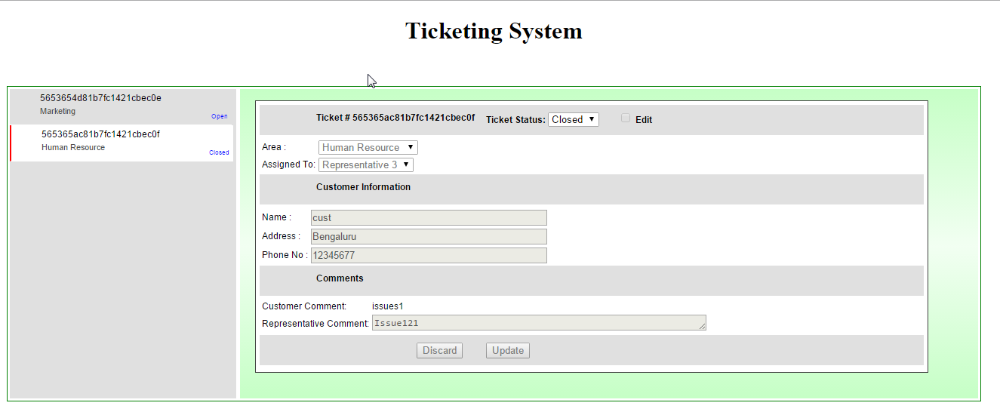 Ticketing System
5653654d81b7fc1421cbec0e
Marketing
Open
565365ac81b7fc1421cbec0f
Human Resource
Closed
Ticket # 565365ac81b7fc1421cbec0f Ticket Status: Closed Edit
Area : Human Resource
Assigned To: Representative 3
Customer Information
Name : cust
Address : Bengaluru
Phone No : 12345677
Comments
Customer Comment: issues1
Representative Comment: Issue121
Discard Update